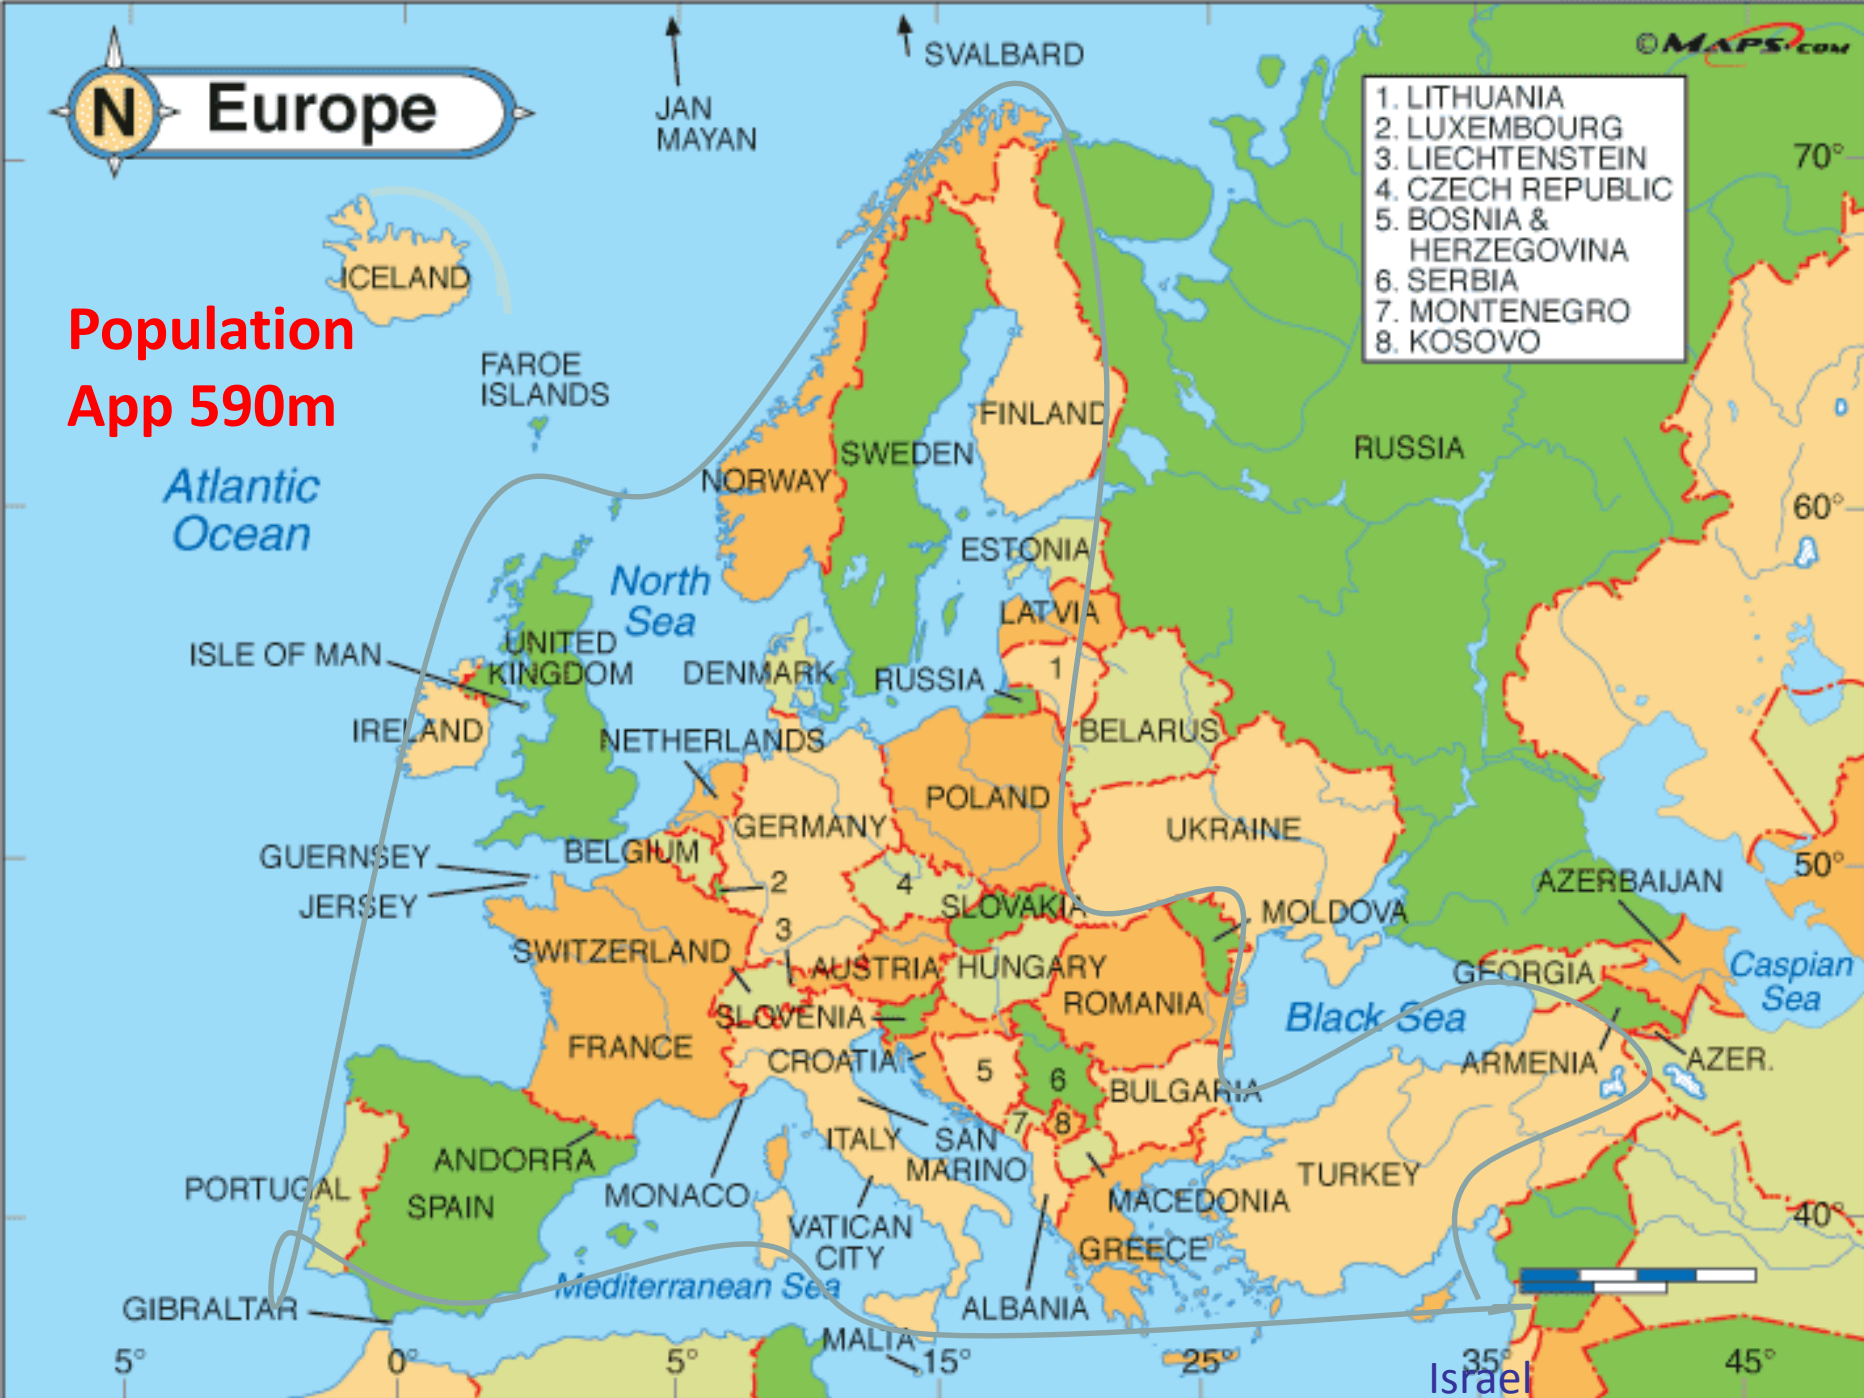 SVALBARD
©MAPS.COM
N Europe
JAN
MAYAN
1. LITHUANIA
2. LUXEMBOURG
3. LIECHTENSTEIN
4. CZECH REPUBLIC
5. BOSNIA &
HERZEGOVINA
6. SERBIA
7. MONTENEGRO
8. KOSOVO
70°
ICELAND
Population
App 590m
FAROE
ISLANDS
FINLAND
SWEDEN
NORWAY
RUSSIA
60°
Atlantic
Ocean
North
Sea
ESTONIA
LATVIA
ISLE OF MAN
UNITED
KINGDOM
DENMARK
RUSSIA
1
IRELAND
NETHERLANDS
BELARUS
POLAND
GERMANY
UKRAINE
GUERNSEY
BELGIUM
50°
JERSEY
2
4
SLOVAKIA
AZERBAIJAN
MOLDOVA
3
SWITZERLAND
AUSTRIA
HUNGARY
GEORGIA
Caspian
Sea
ROMANIA
SLOVENIA
Black Sea
FRANCE
CROATIA
5
6
BULGARIA
ARMENIA
AZER.
7
8
ITALY
SAN
MARINO
ANDORRA
PORTUGAL
SPAIN
MONACO
VATICAN
CITY
MACEDONIA
TURKEY
40°
GREECE
Mediterranean Sea
GIBRALTAR
ALBANIA
MALTA
5°
0°
5°
15°
25°
35°
45°
Israel